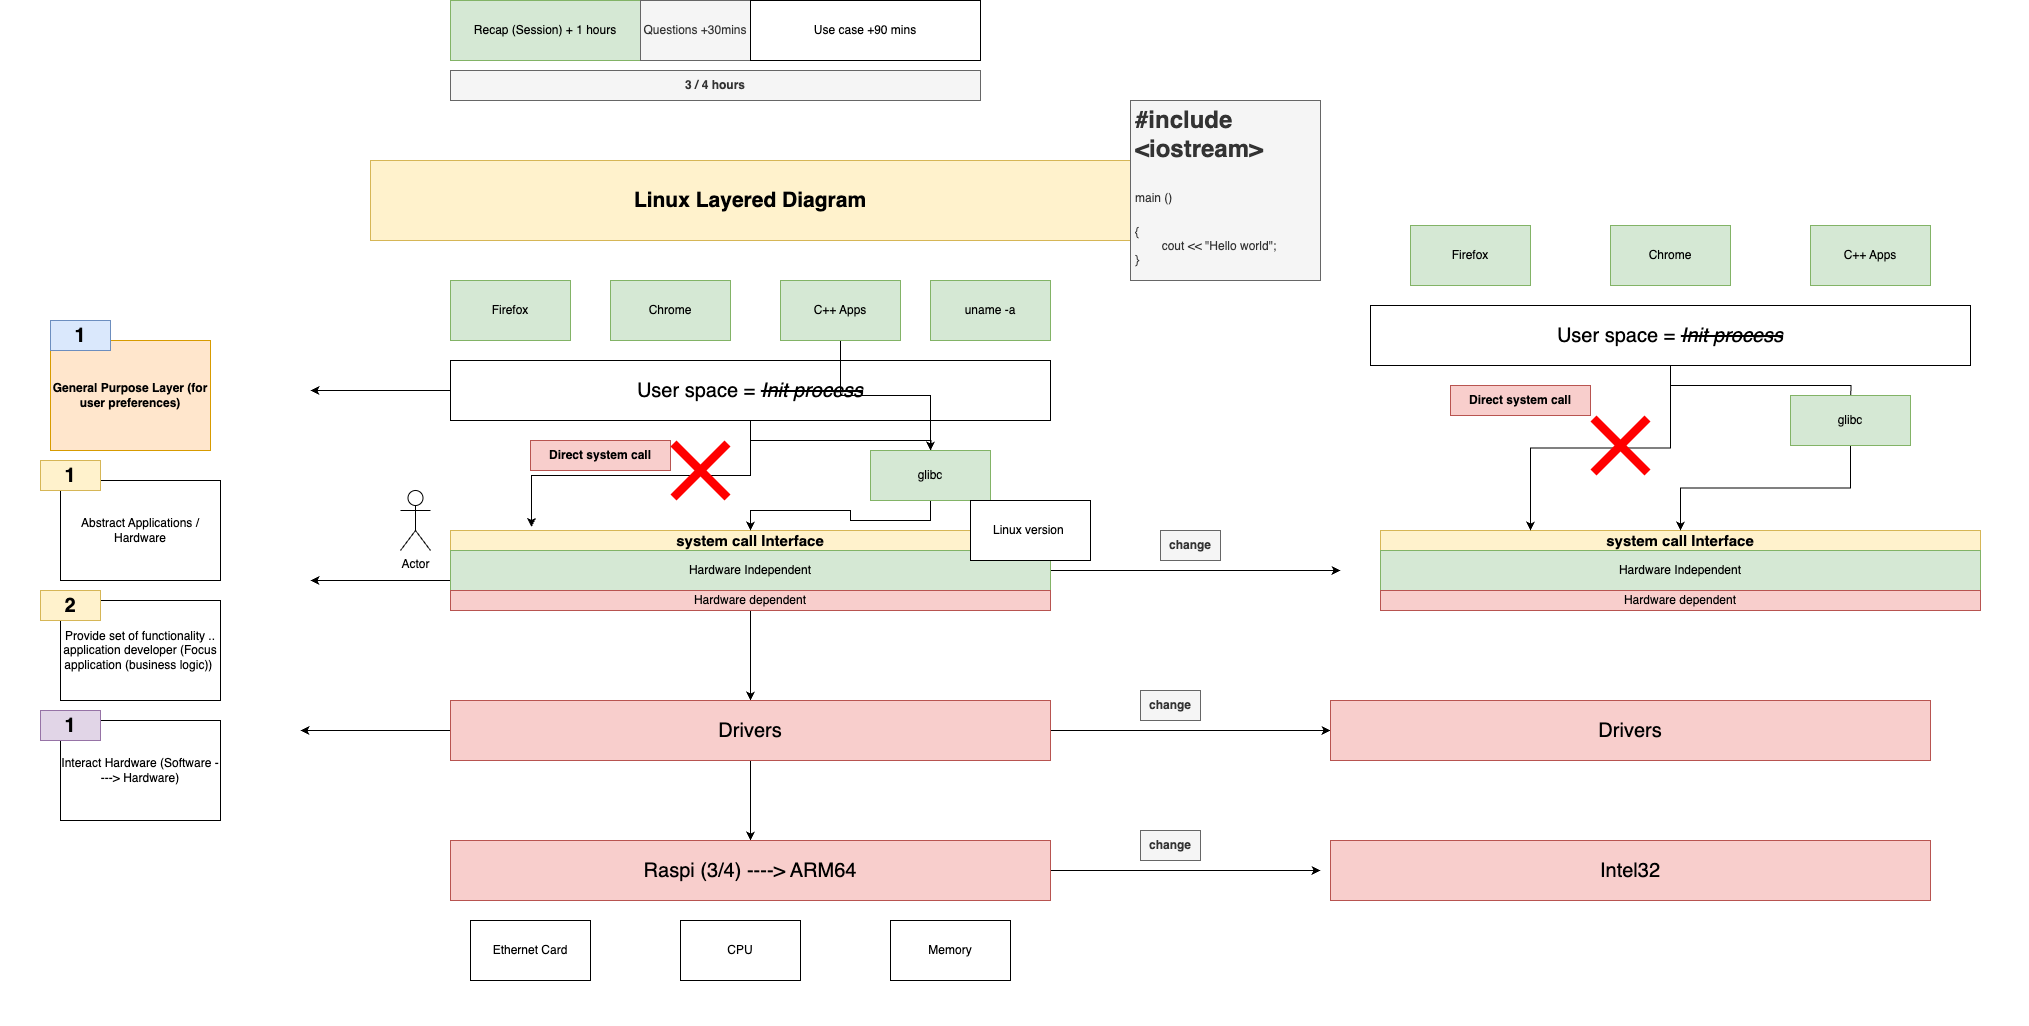 Recap (Session) + 1 hours
Questions +30mins
Use case +90 mins
3 / 4 hours
#include
<iostream>
main ()
{
cout << "Hello world";
}
Linux Layered Diagram
Firefox
Chrome
C++ Apps
uname -a
Firefox
Chrome
C++ Apps
1
General Purpose Layer (for
user preferences)
User space = Init process
User space = Init process
Direct system call
glibc
Direct system call
glibc
1
Abstract Applications /
Hardware
Actor
Linux version
system call Interface
Hardware Independent
Hardware dependent
change
system call Interface
Hardware Independent
Hardware dependent
2
Provide set of functionality ..
application developer (Focus
application (business logic))
1
Interact Hardware (Software -
---> Hardware)
Drivers
change
Drivers
Raspi (3/4) ----> ARM64
change
Intel32
Ethernet Card
CPU
Memory